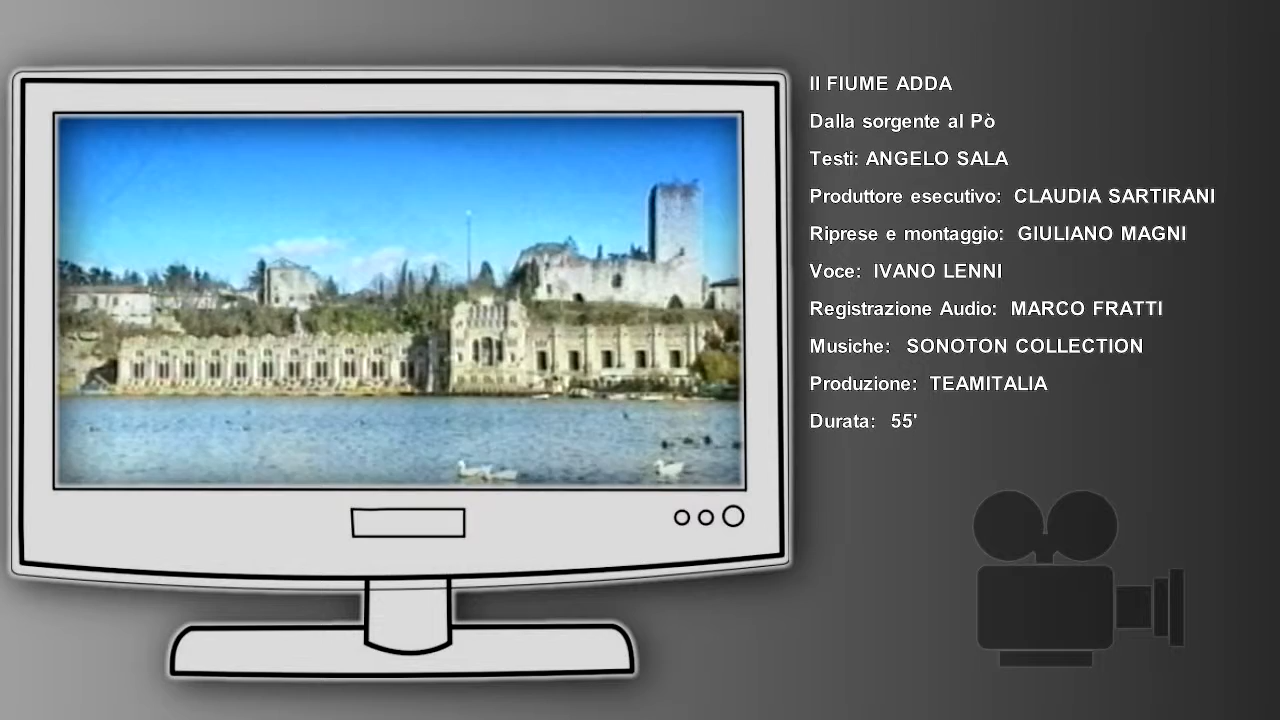 Il FIUME ADDA
Dalla sorgente al Pò
Testi: ANGELO SALA
Produttore esecutivo: CLAUDIA SARTIRANI
Riprese e montaggio: GIULIANO MAGNI
Voce: IVANO LENNI
Registrazione Audio: MARCO FRATTI
Musiche: SONOTON COLLECTION
Produzione: TEAMITALIA
Durata: 55'